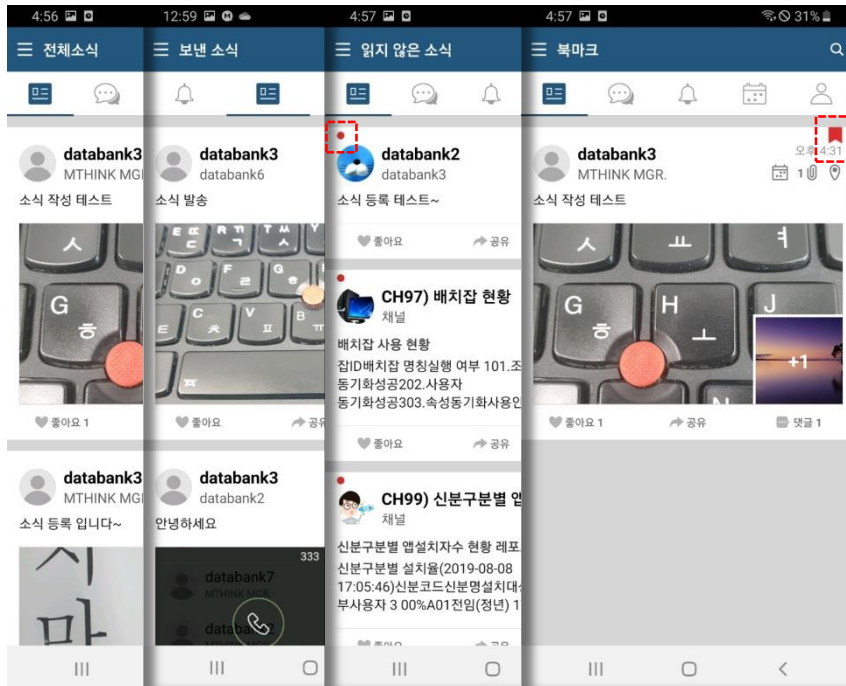 4:56
전체소식
databank3
MTHINK MGR
소식 작성 테스트
G
ㅎ
좋아요 1
databank3
MTHINK MGR
소식 등록 입니다~
12:59
보낸 소식
databank3
databank6
소식 발송
D
F
G
C
V
B
좋아요
공유
databank3
databank2
안녕하세요
333
databank7
MTHINK MGR.
databank2
4:57
읽지 않은 소식
databank2
databank3
소식 등록 테스트~
좋아요
공유
CH97) 배치잡 현황
채널
배치잡 사용 현황
잡ID배치잡 명칭실행 여부 101.조
동기화성공202.사용자
동기화성공303.속성동기화사용인
좋아요
공유
CH99) 신분구분별 앱
채널
신분구분별 앱설치자수 현황 레포
신분구분별 설치율(2019-08-08
17:05:46)신분코드신분명설치대상
부사용자 3 00%A01전임(정년) 1
좋아요
공유
4:57
31%
북마크
databank3
오후 4:31
MTHINK MGR.
1
소식 작성 테스트
G
ㅎ
H
ㅗ
J
+1
좋아요 1
공유
댓글 1